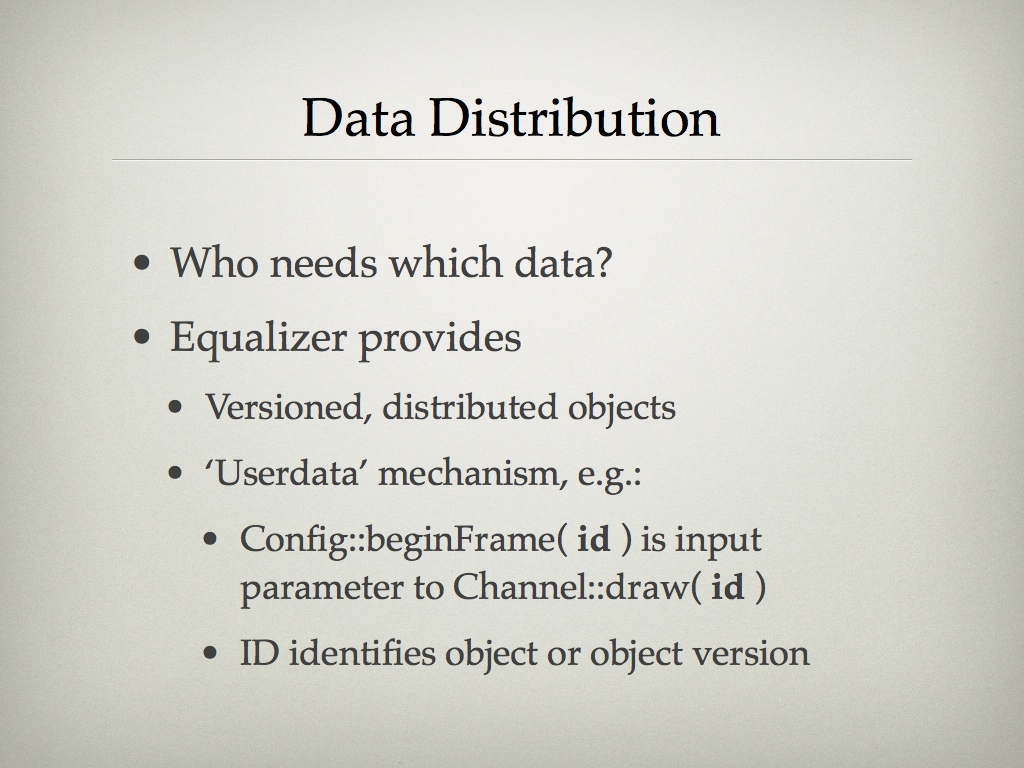 Data Distribution
• Who needs which data?
• Equalizer provides
• Versioned, distributed objects
• ‘Userdata’ mechanism, e.g.:
• Config::beginFrame( id ) is input
parameter to Channel::draw( id )
• ID identifies object or object version